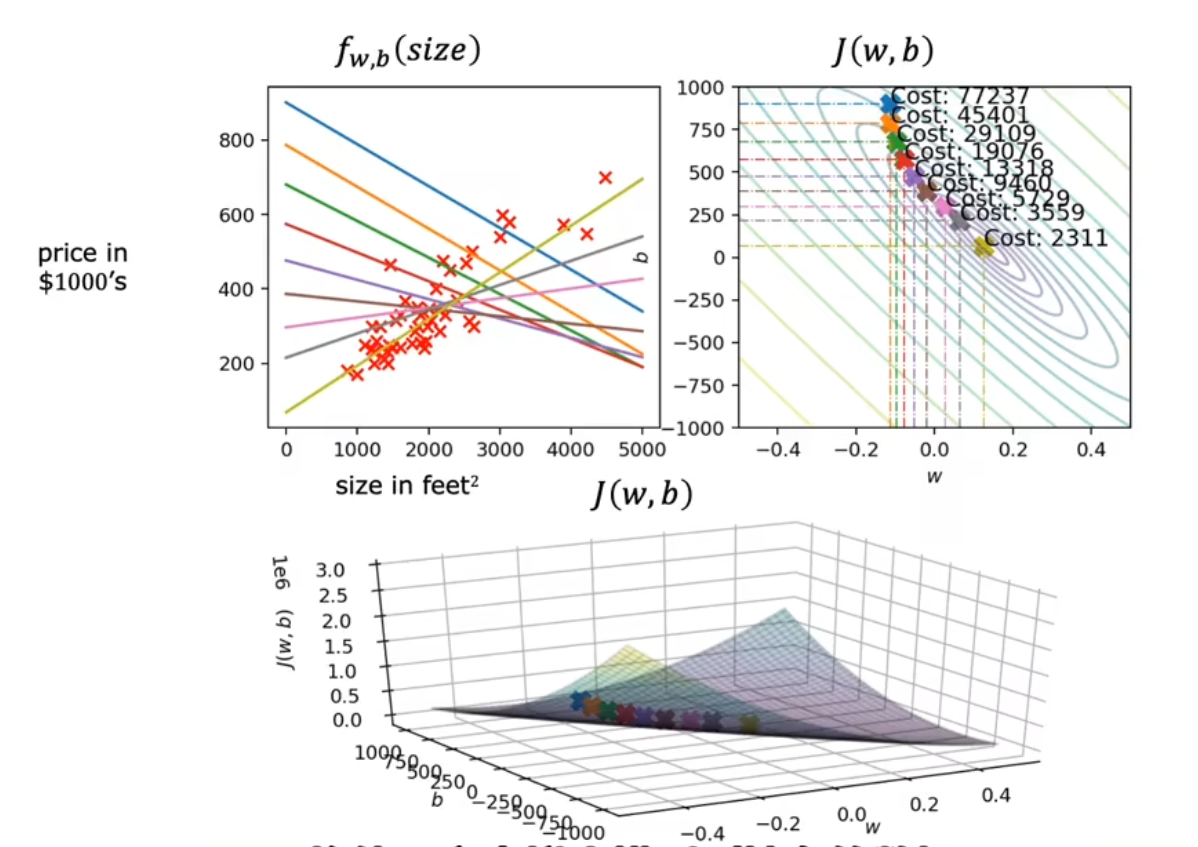 f_{w,b}(size)
J(w, b)
price in
$1000's
800
600
400
200
0 1000 2000 3000 4000 5000
size in feet²
1000
750
500
250
0
−250
−500
−750
−1000
b
Cost: 77237
Cost: 45401
Cost: 29109
Cost: 19076
Cost: 13318
Cost: 9460
Cost: 5729
Cost: 3559
Cost: 2311
−0.4 −0.2 0.0 0.2 0.4
w
J(w, b)
1e6
J(w, b)
3.0
2.5
2.0
1.5
1.0
0.5
0.0
1000
750
500
250
0
−250
−500
−750
−1000
b
−0.4 −0.2 0.0 0.2 0.4
w